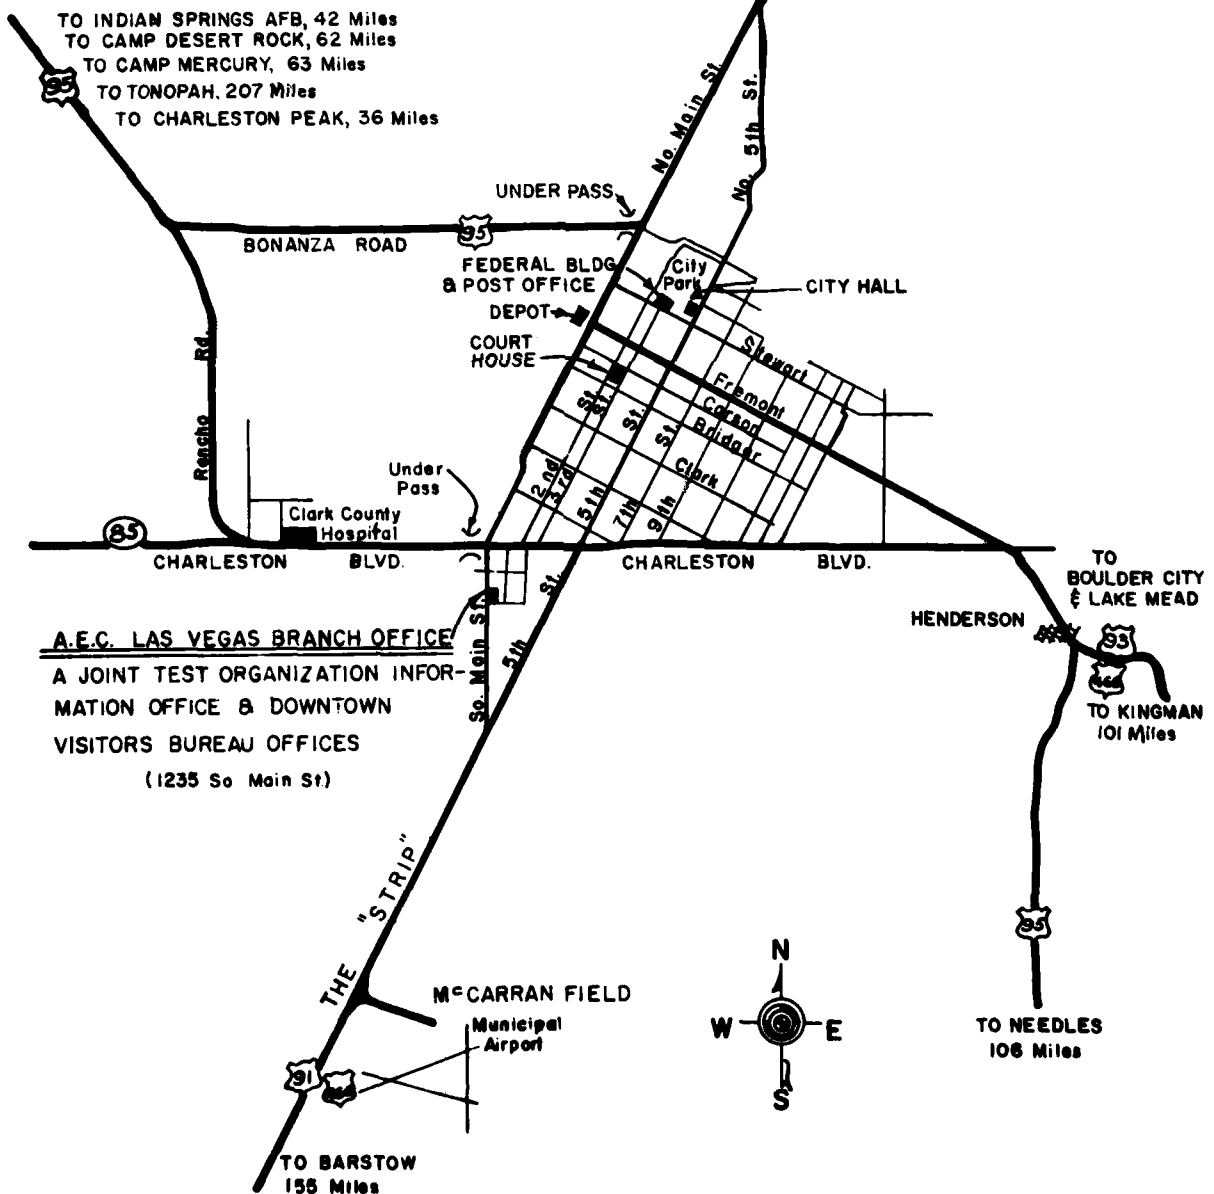 TO INDIAN SPRINGS AFB, 42 Miles
TO CAMP DESERT ROCK, 62 Miles
TO CAMP MERCURY, 63 Miles
95
TO TONOPAH, 207 Miles
TO CHARLESTON PEAK, 36 Miles
No. Main St.
No. 5th St.
UNDER PASS
95
BONANZA ROAD
FEDERAL BLDG
& POST OFFICE
City
Park
CITY HALL
DEPOT
COURT
HOUSE
Stewart
Fremont
Carson
Bridger
Clark
Rancho Rd.
2nd St.
3rd St.
5th St.
7th St.
9th
Under
Pass
Clark County
Hospital
85
CHARLESTON BLVD.
CHARLESTON BLVD.
TO
BOULDER CITY
& LAKE MEAD
HENDERSON
93
466
TO KINGMAN
101 Miles
A.E.C. LAS VEGAS BRANCH OFFICE
A JOINT TEST ORGANIZATION INFOR-
MATION OFFICE & DOWNTOWN
VISITORS BUREAU OFFICES
(1235 So Main St.)
So. Main St.
5th St.
THE "STRIP"
95
N
W E
S
McCARRAN FIELD
Municipal
Airport
TO NEEDLES
106 Miles
91
466
TO BARSTOW
155 Miles